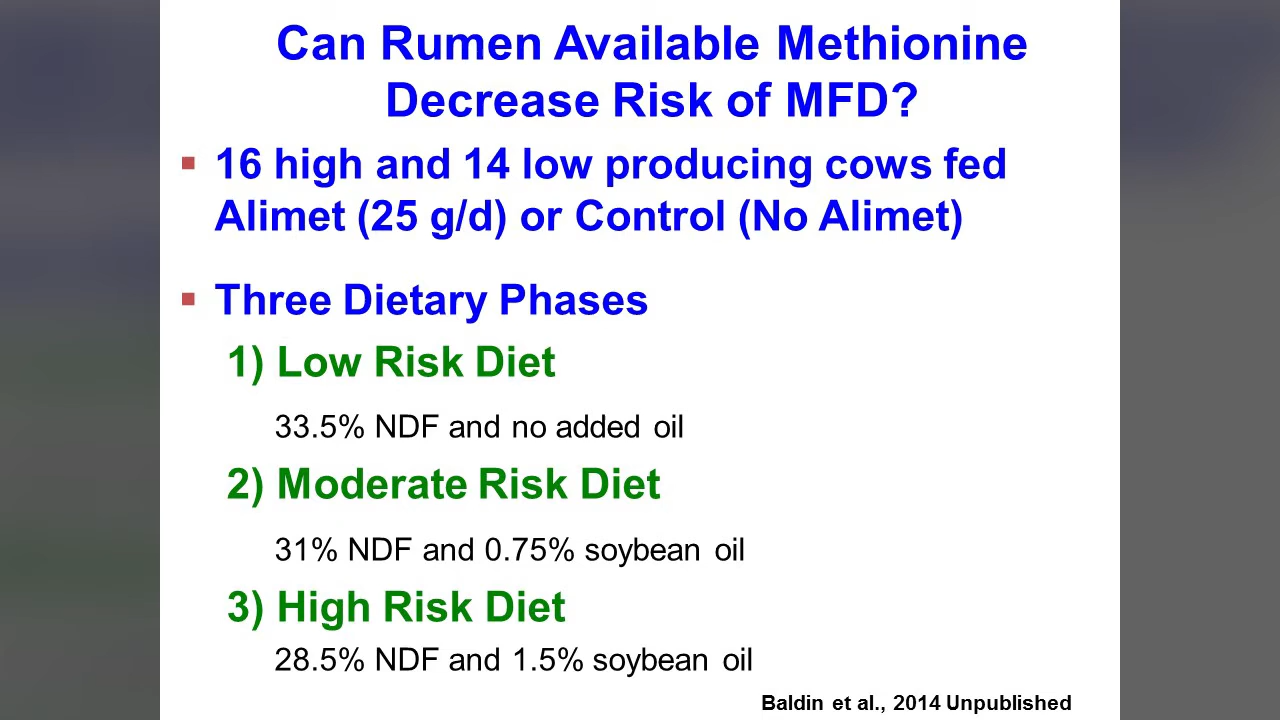 Can Rumen Available Methionine
Decrease Risk of MFD?
▪ 16 high and 14 low producing cows fed
Alimet (25 g/d) or Control (No Alimet)
▪ Three Dietary Phases
1) Low Risk Diet
33.5% NDF and no added oil
2) Moderate Risk Diet
31% NDF and 0.75% soybean oil
3) High Risk Diet
28.5% NDF and 1.5% soybean oil
Baldin et al., 2014 Unpublished